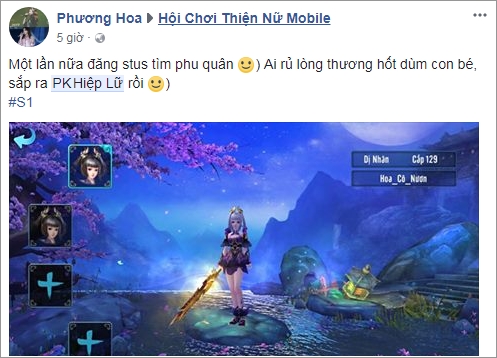 Phương Hoa ▶ Hội Chơi Thiện Nữ Mobile
5 giờ ·
Một lần nữa đăng stus tìm phu quân 🙂) Ai rủ lòng thương hốt dùm con bé,
sắp ra PKHiệp Lữ rồi 🙂)
#S1
Dị Nhân Cấp 129
Hoa_Cô_Nươn